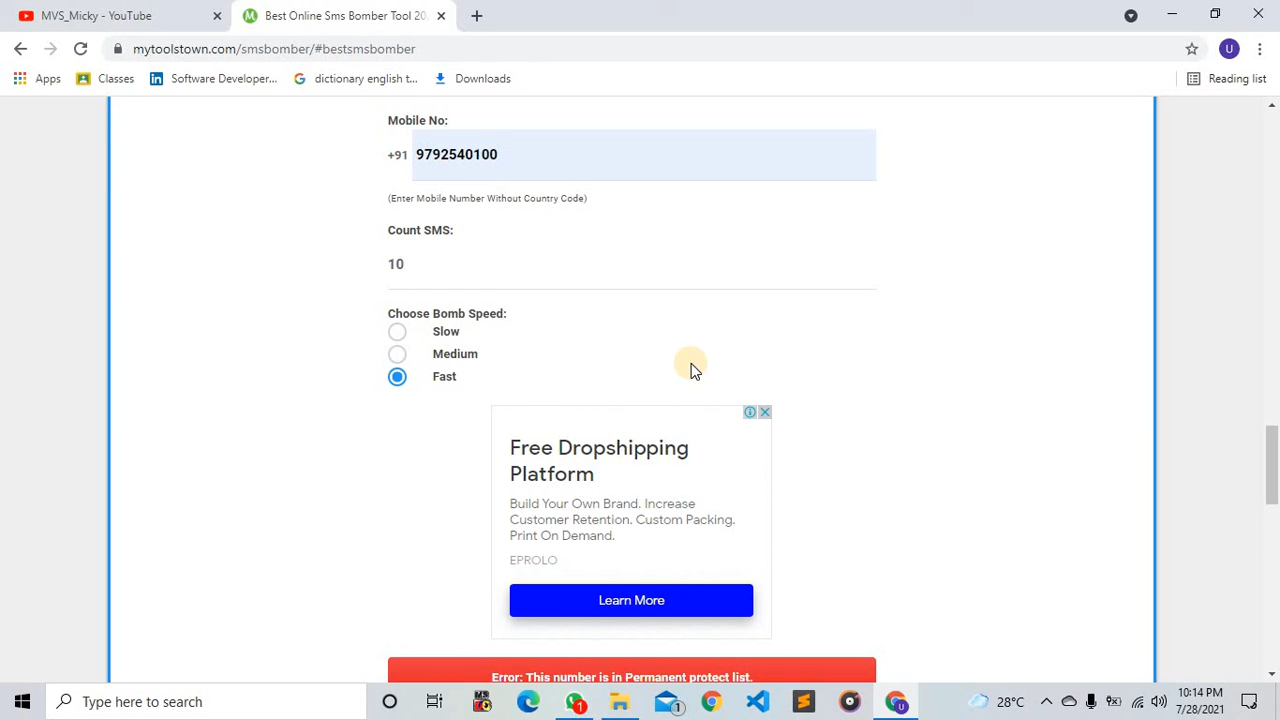 MVS_Micky - YouTube
Best Online Sms Bomber Tool 20
mytoolstown.com/smsbomber/#bestsmsbomber
Apps
Classes
Software Developer...
dictionary english t...
Downloads
Reading list
Mobile No:
+91 9792540100
(Enter Mobile Number Without Country Code)
Count SMS:
10
Choose Bomb Speed:
Slow
Medium
Fast
Free Dropshipping
Platform
Build Your Own Brand. Increase
Customer Retention. Custom Packing.
Print On Demand.
EPROLO
Learn More
Error: This number is in Permanent protect list.
Type here to search
28°C
10:14 PM
7/28/2021